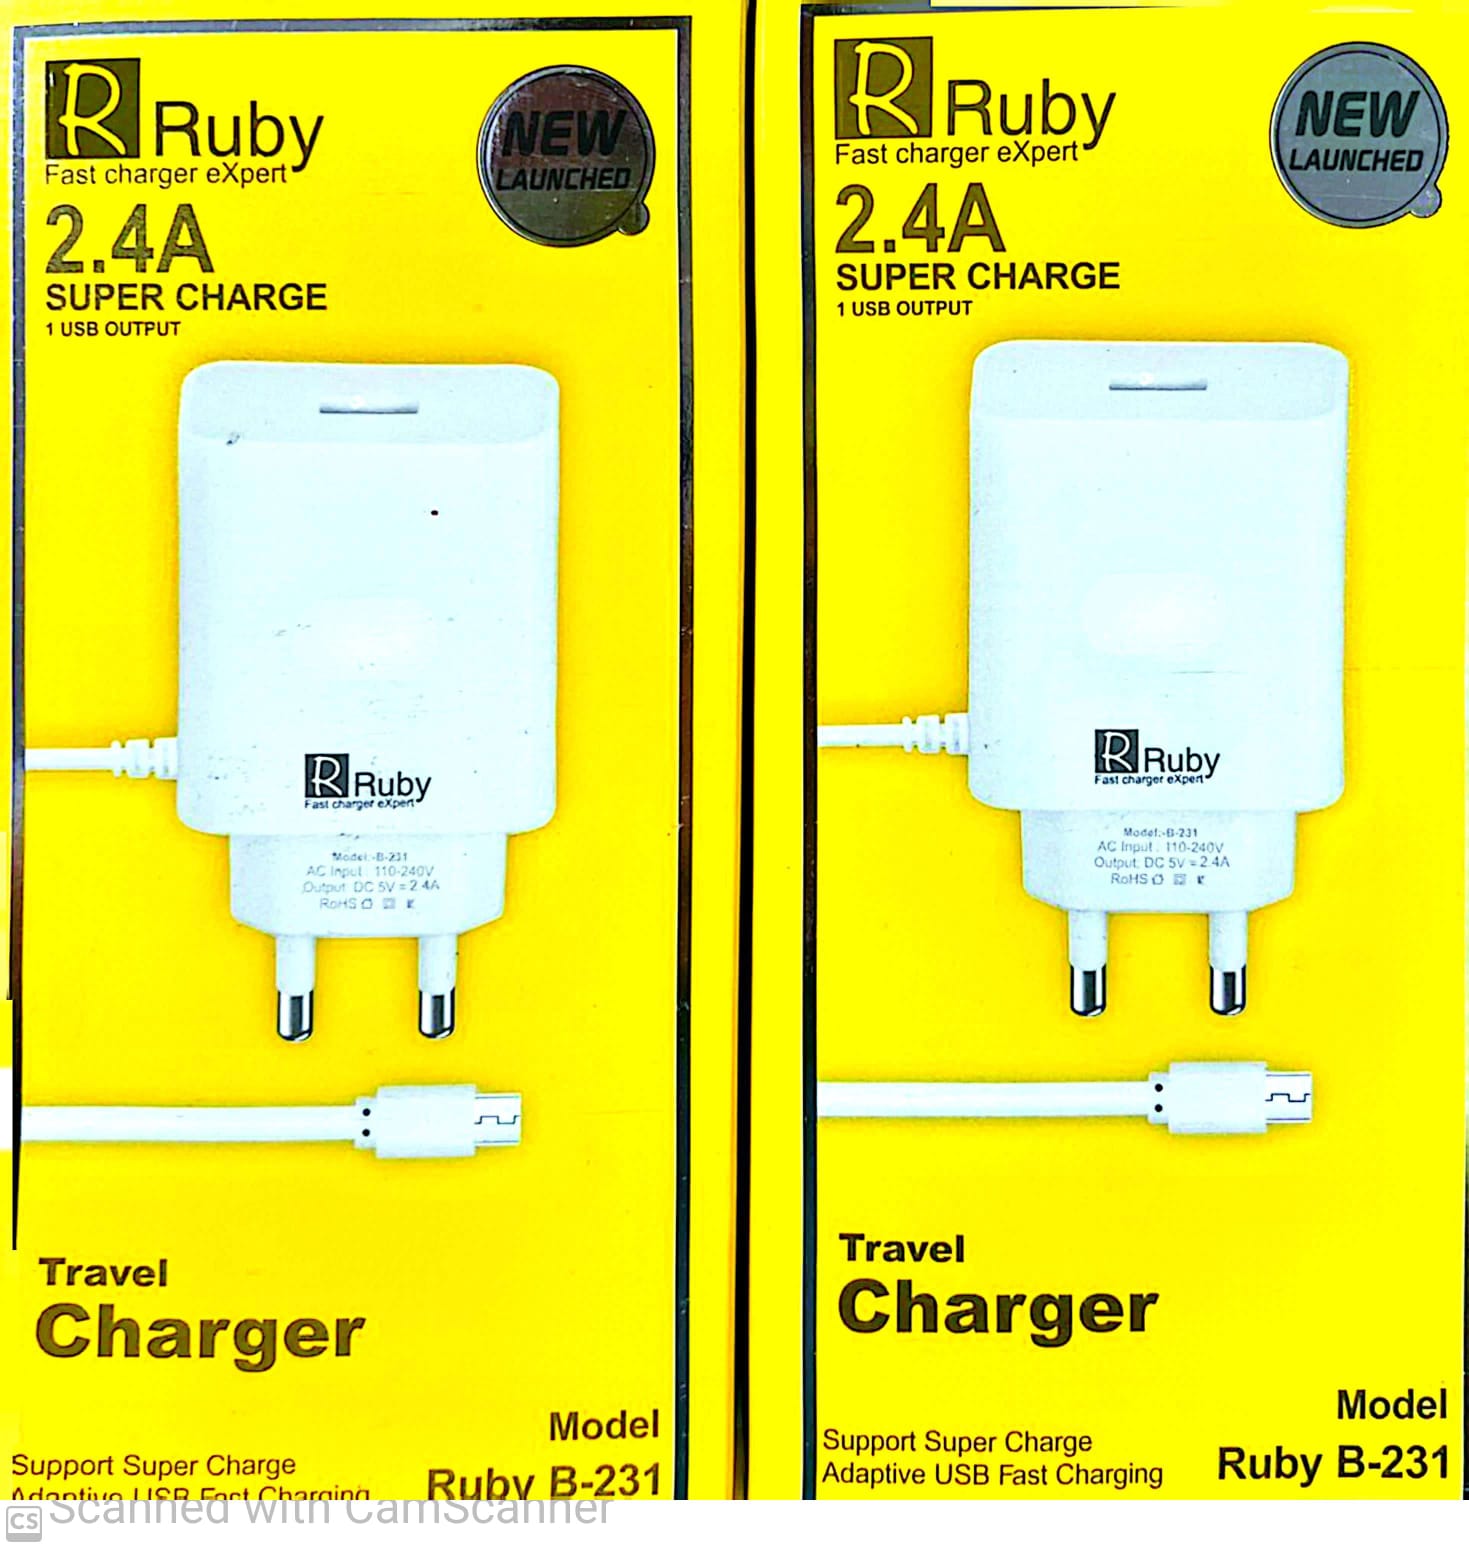 R Ruby
Fast charger eXpert
2.4A
SUPER CHARGE
1 USB OUTPUT
NEW
LAUNCHED
R Ruby
Fast charger eXpert
Model:-B-231
AC Input : 110-240V
Output: DC 5V = 2.4A
RoHS
Travel
Charger
Model
Ruby B-231
Support Super Charge
Adaptive USB Fast Charging
R Ruby
Fast charger eXpert
2.4A
SUPER CHARGE
1 USB OUTPUT
NEW
LAUNCHED
R Ruby
Fast charger eXpert
Model:-B-231
AC Input : 110-240V
Output: DC 5V = 2.4A
RoHS
Travel
Charger
Model
Ruby B-231
Support Super Charge
Adaptive USB Fast Charging
CS Scanned with CamScanner